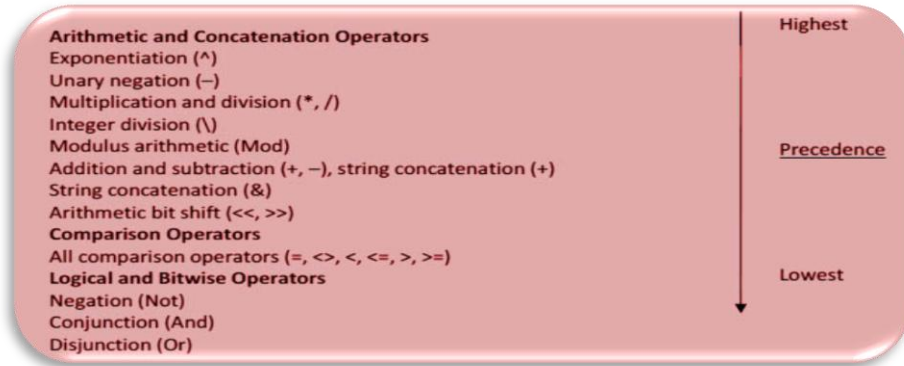 Arithmetic and Concatenation Operators
Exponentiation (^)
Unary negation (–)
Multiplication and division (*, /)
Integer division (\)
Modulus arithmetic (Mod)
Addition and subtraction (+, –), string concatenation (+)
String concatenation (&)
Arithmetic bit shift (<<, >>)
Comparison Operators
All comparison operators (=, <>, <, <=, >, >=)
Logical and Bitwise Operators
Negation (Not)
Conjunction (And)
Disjunction (Or)
Highest
Precedence
Lowest